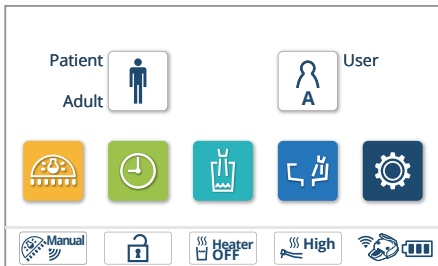 Patient
User
Adult
A
Manual
Heater
OFF
High